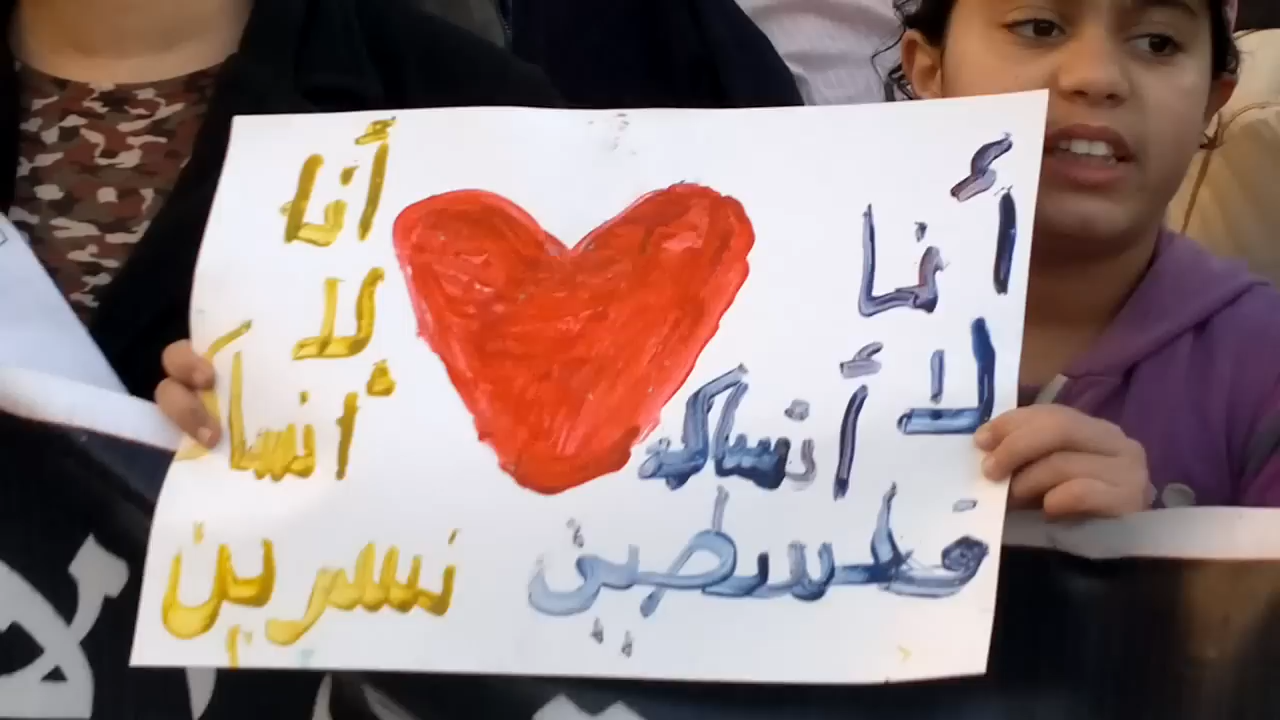 أنا
لا
أنساك
فلسطين
أنا
لا
أنساك
نسرين